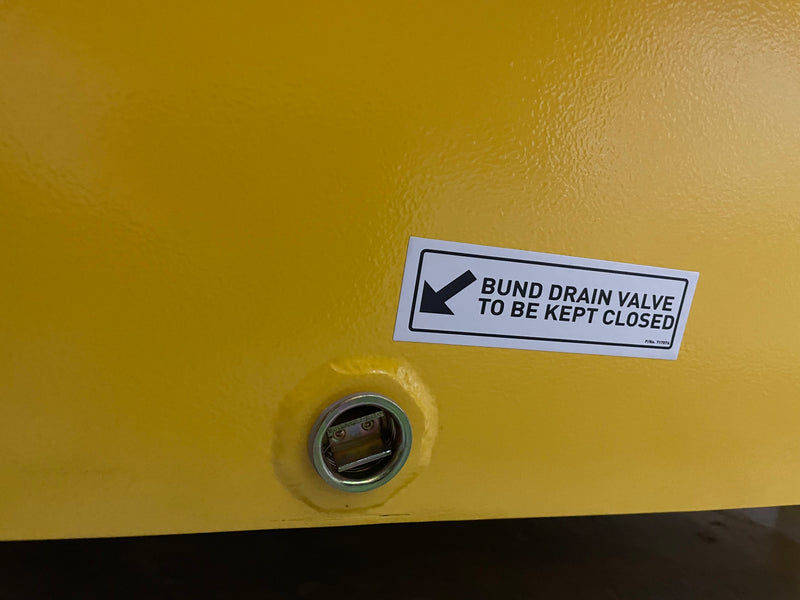 BUND DRAIN VALVE
TO BE KEPT CLOSED